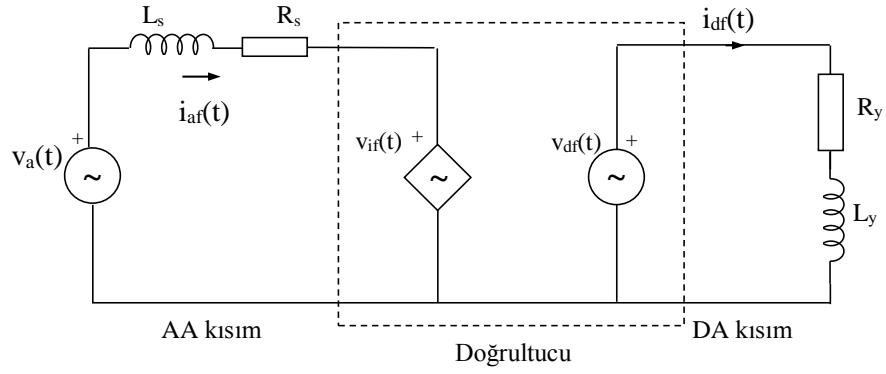 Ls
Rs
idf(t)
iaf(t)
Ry
va(t)
+
~
vif(t)
+
~
vdf(t)
+
~
Ly
AA kısım
Doğrultucu
DA kısım